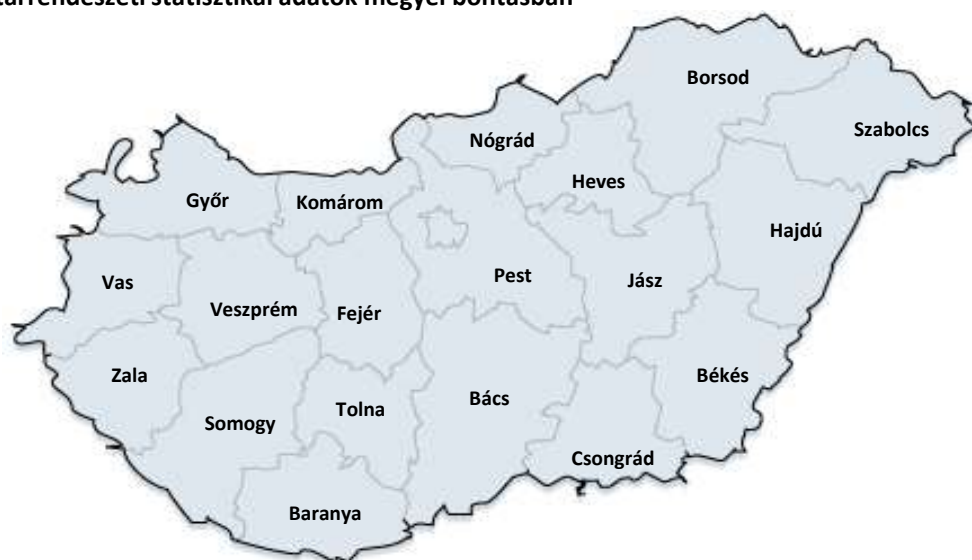 statisztikai adatok megyei bontásban
Borsod
Szabolcs
Nógrád
Heves
Győr
Komárom
Hajdú
Vas
Pest
Jász
Veszprém
Fejér
Zala
Békés
Bács
Tolna
Somogy
Csongrád
Baranya